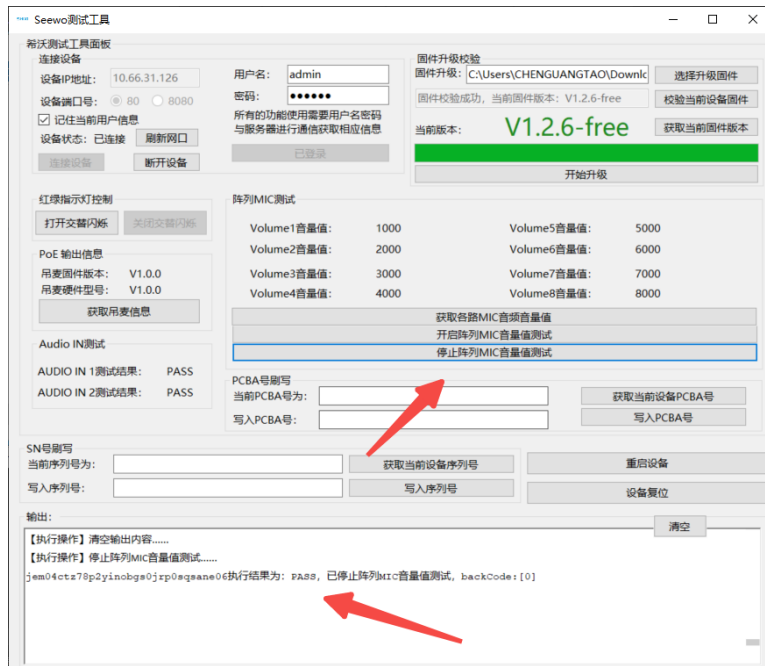 Seewo测试工具
希沃测试工具面板
连接设备
设备IP地址: 10.66.31.126
设备端口号: 80 8080
记住当前用户信息
设备状态: 已连接 刷新网口
连接设备 断开设备
用户名: admin
密码: ●●●●●●
所有的功能使用需要用户名密码
与服务器进行通信获取相应信息
已登录
固件升级校验
固件升级: C:\Users\CHENGUANGTAO\Downlc 选择升级固件
固件校验成功，当前固件版本: V1.2.6-free 校验当前设备固件
当前版本: V1.2.6-free 获取当前固件版本
开始升级
红绿指示灯控制
打开交替闪烁 关闭交替闪烁
PoE 输出信息
吊麦固件版本: V1.0.0
吊麦硬件型号: V1.0.0
获取吊麦信息
Audio IN测试
AUDIO IN 1测试结果: PASS
AUDIO IN 2测试结果: PASS
阵列MIC测试
Volume1音量值: 1000 Volume5音量值: 5000
Volume2音量值: 2000 Volume6音量值: 6000
Volume3音量值: 3000 Volume7音量值: 7000
Volume4音量值: 4000 Volume8音量值: 8000
获取各路MIC音频音量值
开启阵列MIC音量值测试
停止阵列MIC音量值测试
PCBA号刷写
当前PCBA号为: 获取当前设备PCBA号
写入PCBA号: 写入PCBA号
SN号刷写
当前序列号为: 获取当前设备序列号
写入序列号: 写入序列号
重启设备
设备复位
输出:
清空
【执行操作】清空输出内容......
【执行操作】停止阵列MIC音量值测试......
jem04ctz78p2yinobgs0jrp0sqsane06执行结果为: PASS, 已停止阵列MIC音量值测试, backCode:[0]